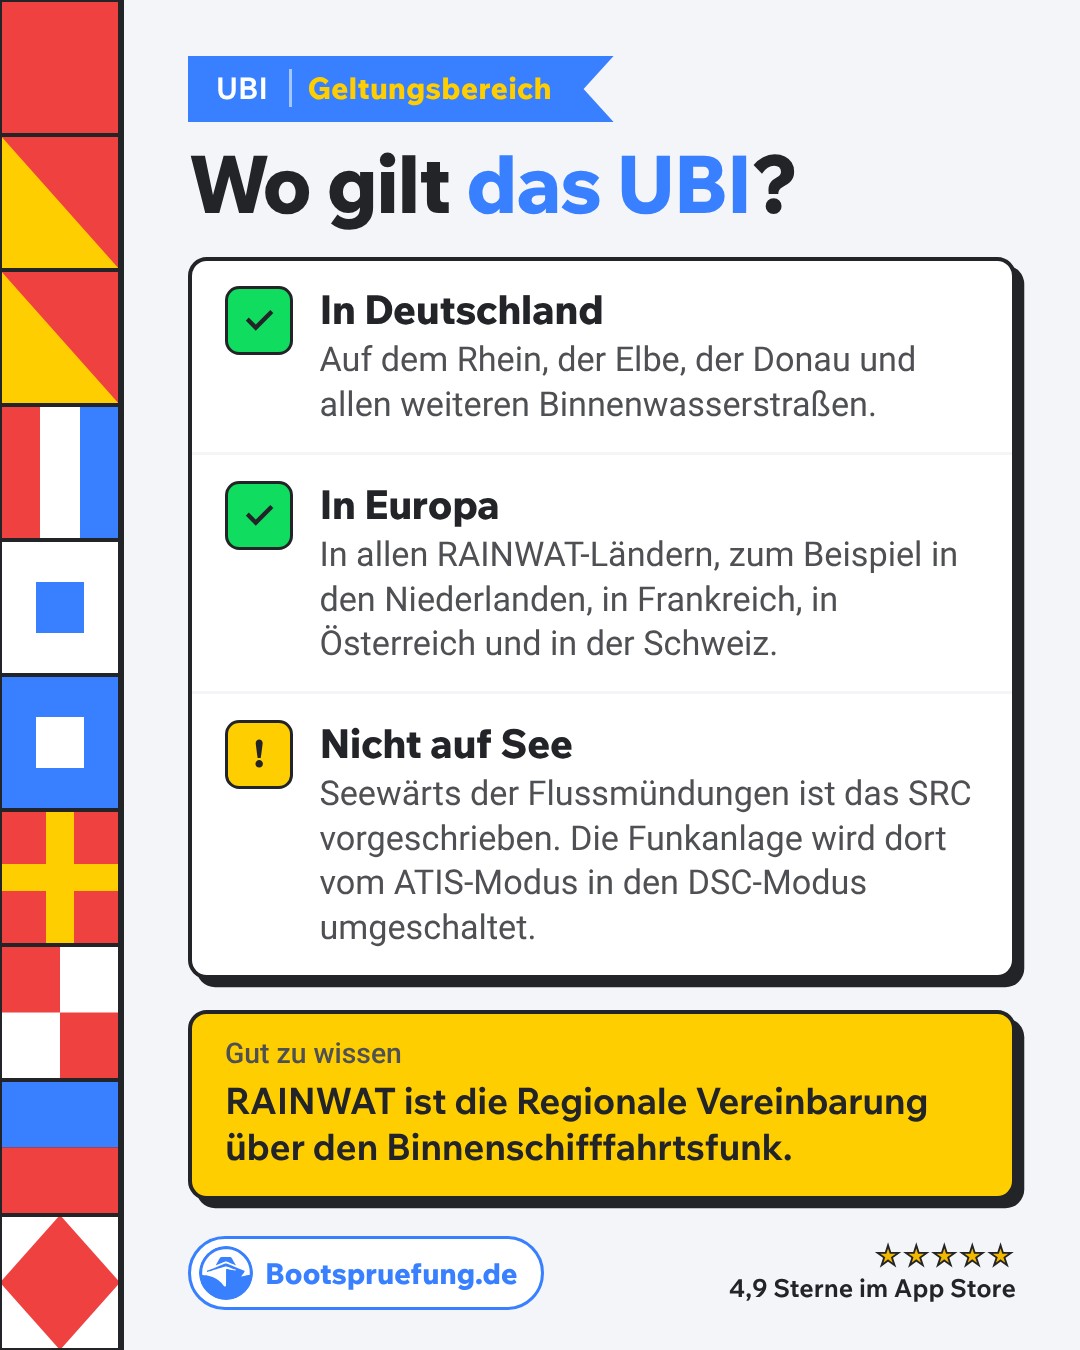 UBI | Geltungsbereich
Wo gilt das UBI?
In Deutschland
Auf dem Rhein, der Elbe, der Donau und
allen weiteren Binnenwasserstraßen.
In Europa
In allen RAINWAT-Ländern, zum Beispiel in
den Niederlanden, in Frankreich, in
Österreich und in der Schweiz.
!
Nicht auf See
Seewärts der Flussmündungen ist das SRC
vorgeschrieben. Die Funkanlage wird dort
vom ATIS-Modus in den DSC-Modus
umgeschaltet.
Gut zu wissen
RAINWAT ist die Regionale Vereinbarung
über den Binnenschifffahrtsfunk.
Bootspruefung.de
4,9 Sterne im App Store